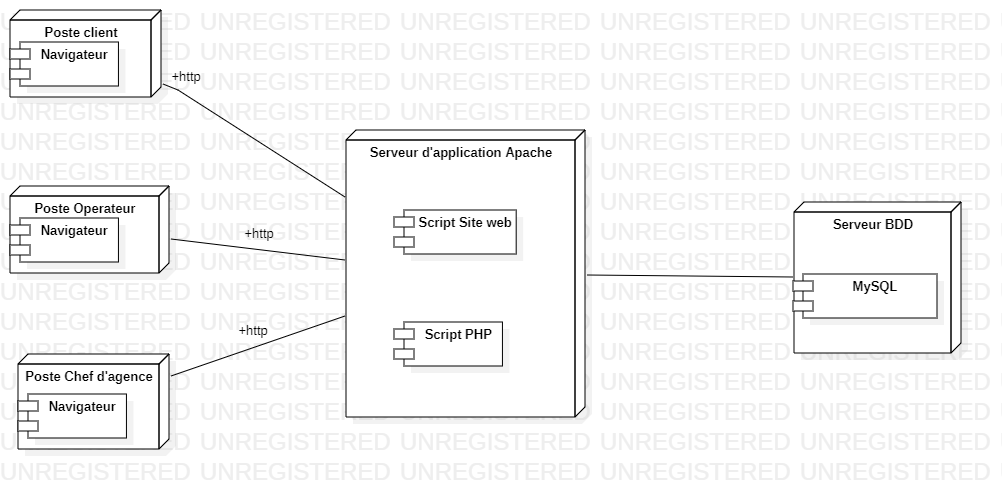 Poste client
Navigateur
+http
Poste Operateur
Navigateur
+http
Poste Chef d'agence
Navigateur
+http
Serveur d'application Apache
Script Site web
Script PHP
Serveur BDD
MySQL
UNREGISTERED UNREGISTERED UNREGISTERED UNREGISTERED UNREGISTERED